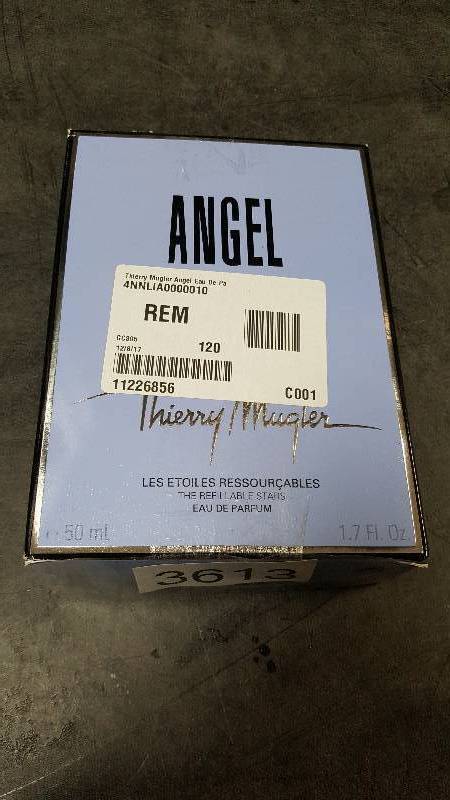 ANGEL
Thierry Mugler Angel Eau De Pa
4NNLIA0000010
REM
120
12/8/17
11226856
C001
Thierry Mugler
LES ETOILES RESSOURÇABLES
THE REFILLABLE STARS
EAU DE PARFUM
50 ml 1.7 Fl. Oz.
3613